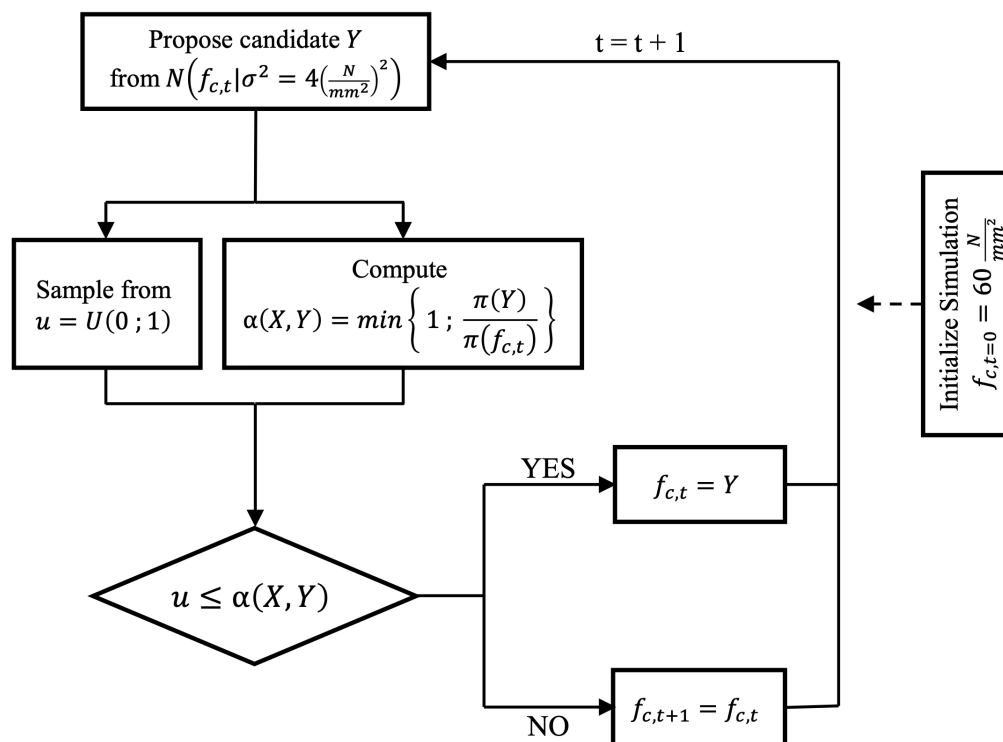 Propose candidate Y
from N(f_{c,t}|σ² = 4(N/mm²)²)
t = t + 1
Initialize Simulation
f_{c,t=0} = 60 N/mm²
Sample from
u = U(0 ; 1)
Compute
α(X, Y) = min{1 ; π(Y)/π(f_{c,t})}
u ≤ α(X, Y)
YES
f_{c,t} = Y
NO
f_{c,t+1} = f_{c,t}